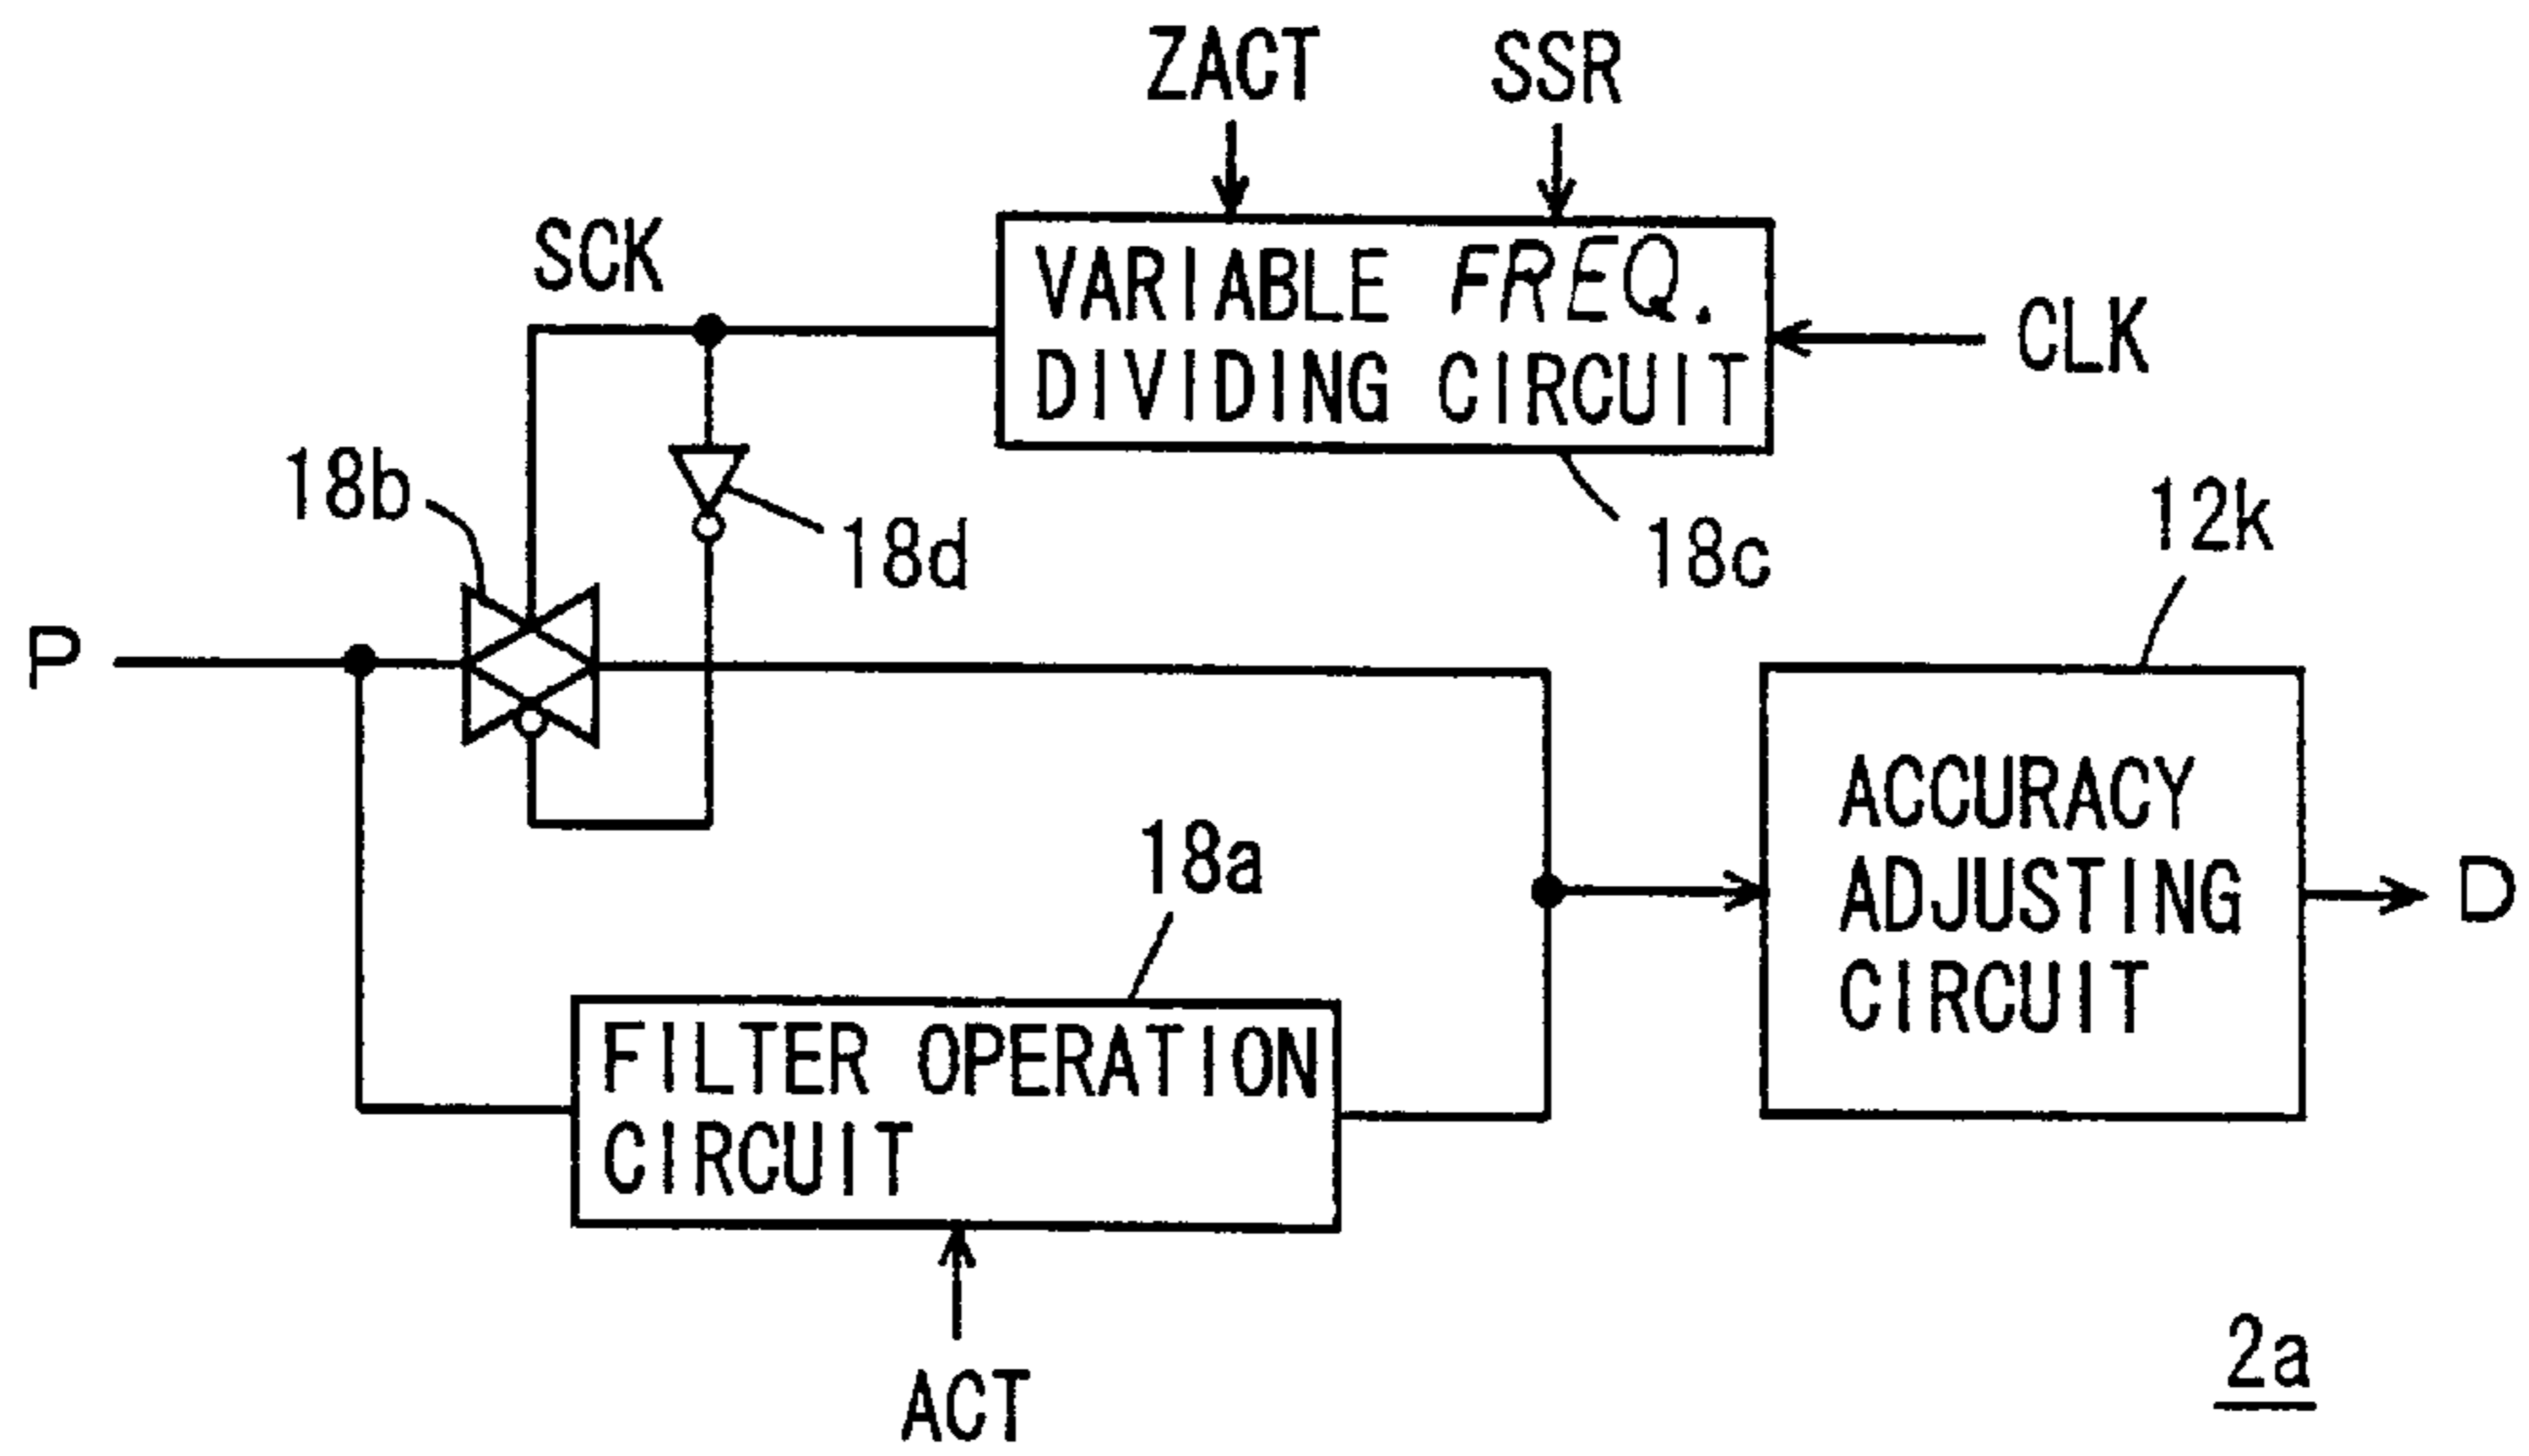 ZACT
SSR
SCK
VARIABLE FREQ.
DIVIDING CIRCUIT
CLK
18b
18d
18c
12k
P
ACCURACY
ADJUSTING
CIRCUIT
D
18a
FILTER OPERATION
CIRCUIT
ACT
2a